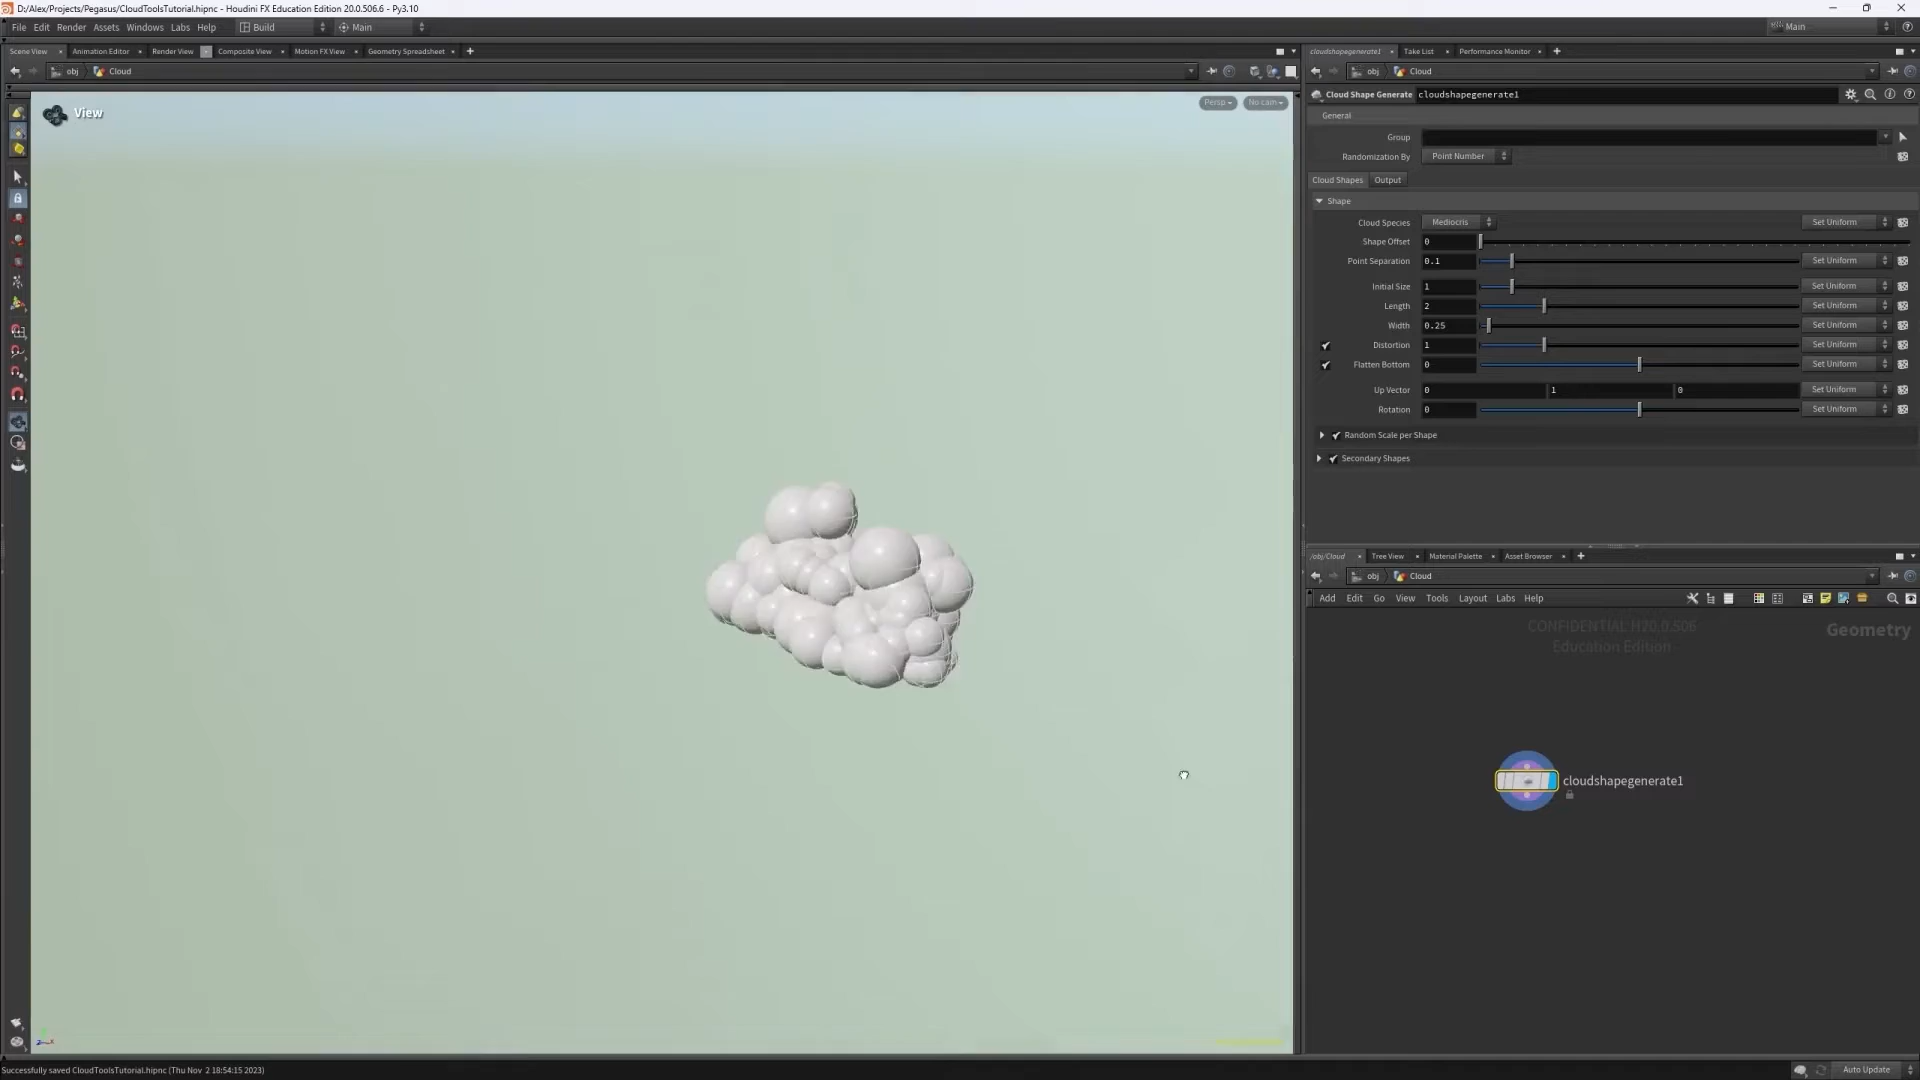 D:/Alex/Projects/Pegasus/CloudToolsTutorial.hipnc - Houdini FX Education Edition 20.0.506.6 - Py3.10
File Edit Render Assets Windows Labs Help Build Main Main
Scene View Animation Editor Render View Composite View Motion FX View Geometry Spreadsheet
obj Cloud
View
Persp No cam
cloudshapegenerate1 Take List Performance Monitor
obj Cloud
Cloud Shape Generate cloudshapegenerate1
General
Group
Randomization By Point Number
Cloud Shapes Output
Shape
Cloud Species Mediocris Set Uniform
Shape Offset 0
Point Separation 0.1 Set Uniform
Initial Size 1 Set Uniform
Length 2 Set Uniform
Width 0.25 Set Uniform
Distortion 1 Set Uniform
Flatten Bottom 0 Set Uniform
Up Vector 0 1 0 Set Uniform
Rotation 0 Set Uniform
Random Scale per Shape
Secondary Shapes
/obj/Cloud Tree View Material Palette Asset Browser
obj Cloud
Add Edit Go View Tools Layout Labs Help
CONFIDENTIAL H20.0.506
Education Edition
Geometry
cloudshapegenerate1
Successfully saved CloudToolsTutorial.hipnc (Thu Nov 2 18:54:15 2023)
Auto Update